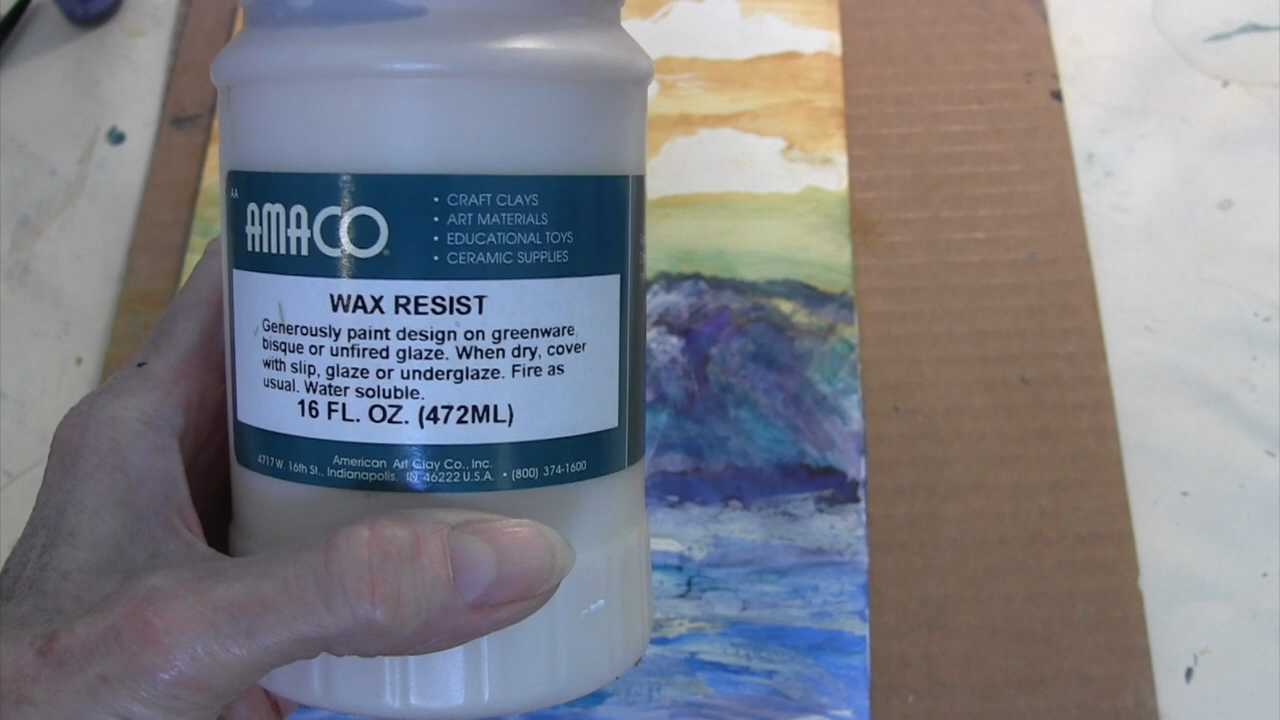 AMACO
• CRAFT CLAYS
• ART MATERIALS
• EDUCATIONAL TOYS
• CERAMIC SUPPLIES
WAX RESIST
Generously paint design on greenware,
bisque or unfired glaze. When dry, cover
with slip, glaze or underglaze. Fire as
usual. Water soluble.
16 FL. OZ. (472ML)
American Art Clay Co., Inc.
4717 W. 16th St., Indianapolis, IN 46222 U.S.A. • (800) 374-1600